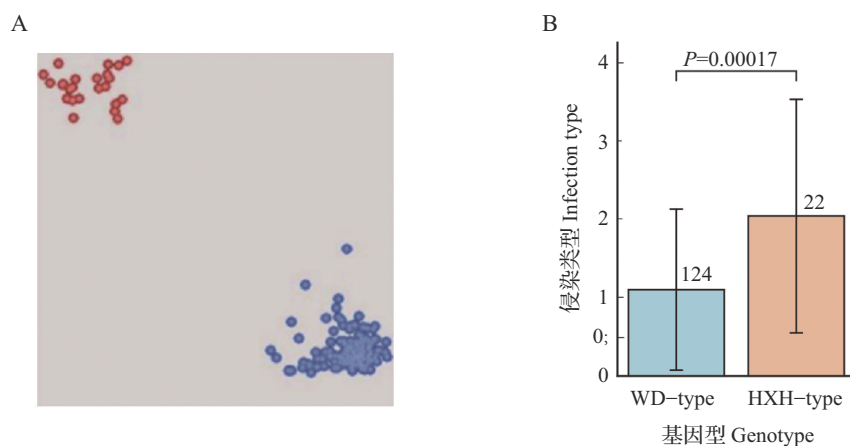 A
B
P=0.00017
4
3
2
1
0;
0
124
22
侵染类型 Infection type
WD-type
HXH-type
基因型 Genotype